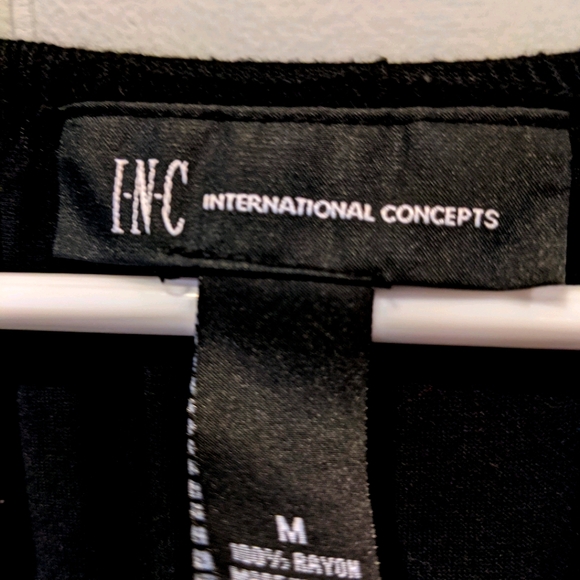 I·N·C INTERNATIONAL CONCEPTS
M
100% RAYON